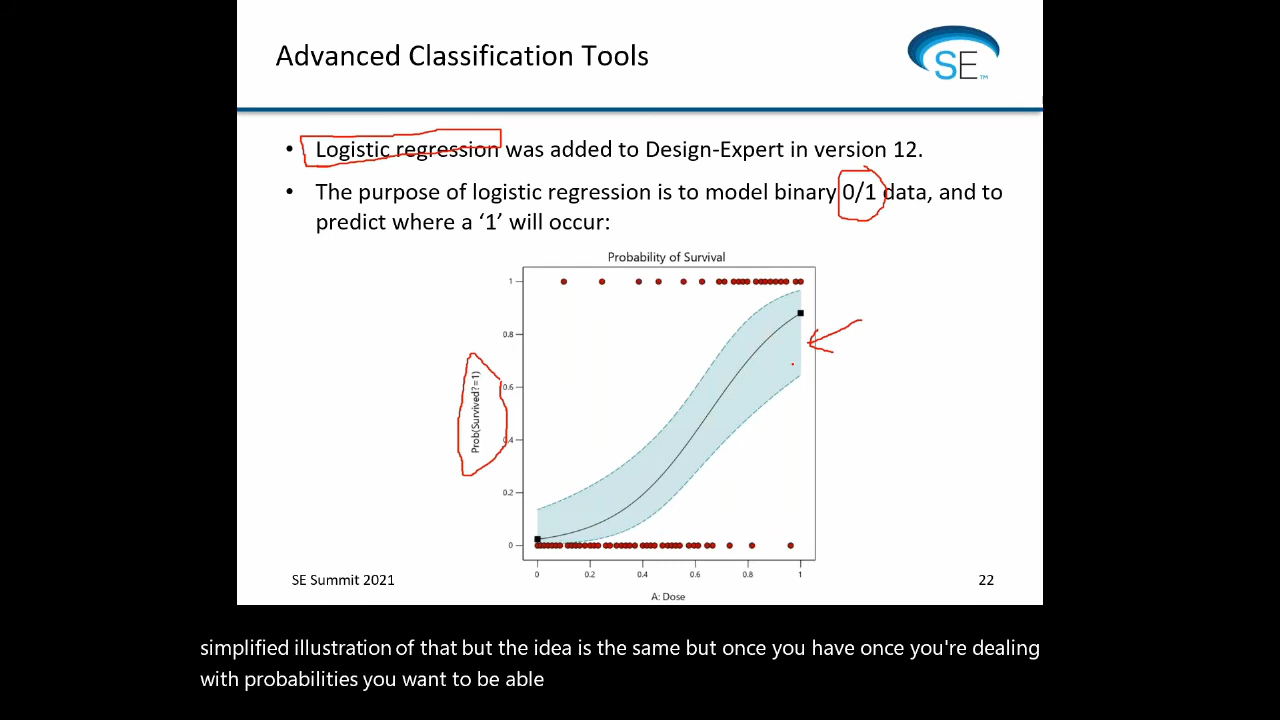 Advanced Classification Tools
SE™
• Logistic regression was added to Design-Expert in version 12.
• The purpose of logistic regression is to model binary 0/1 data, and to
predict where a ‘1’ will occur:
Probability of Survival
1
0.8
0.6
0.4
0.2
0
Prob(Survived?=1)
0 0.2 0.4 0.6 0.8 1
A: Dose
SE Summit 2021
22
simplified illustration of that but the idea is the same but once you have once you're dealing
with probabilities you want to be able